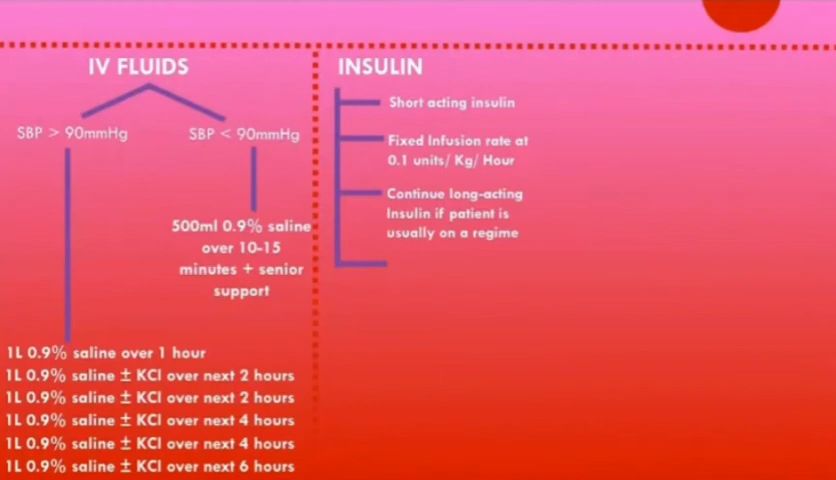 IV FLUIDS
SBP > 90mmHg
SBP < 90mmHg
500ml 0.9% saline
over 10-15
minutes + senior
support
1L 0.9% saline over 1 hour
1L 0.9% saline ± KCl over next 2 hours
1L 0.9% saline ± KCl over next 2 hours
1L 0.9% saline ± KCl over next 4 hours
1L 0.9% saline ± KCl over next 4 hours
1L 0.9% saline ± KCl over next 6 hours
INSULIN
Short acting insulin
Fixed Infusion rate at
0.1 units/ Kg/ Hour
Continue long-acting
Insulin if patient is
usually on a regime